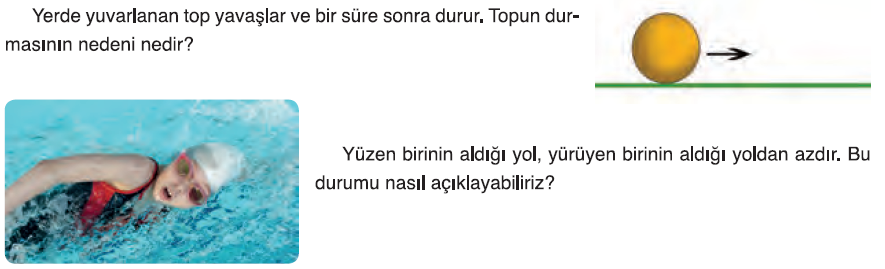 Yerde yuvarlanan top yavaşlar ve bir süre sonra durur. Topun dur-
masının nedeni nedir?
Yüzen birinin aldığı yol, yürüyen birinin aldığı yoldan azdır. Bu
durumu nasıl açıklayabiliriz?